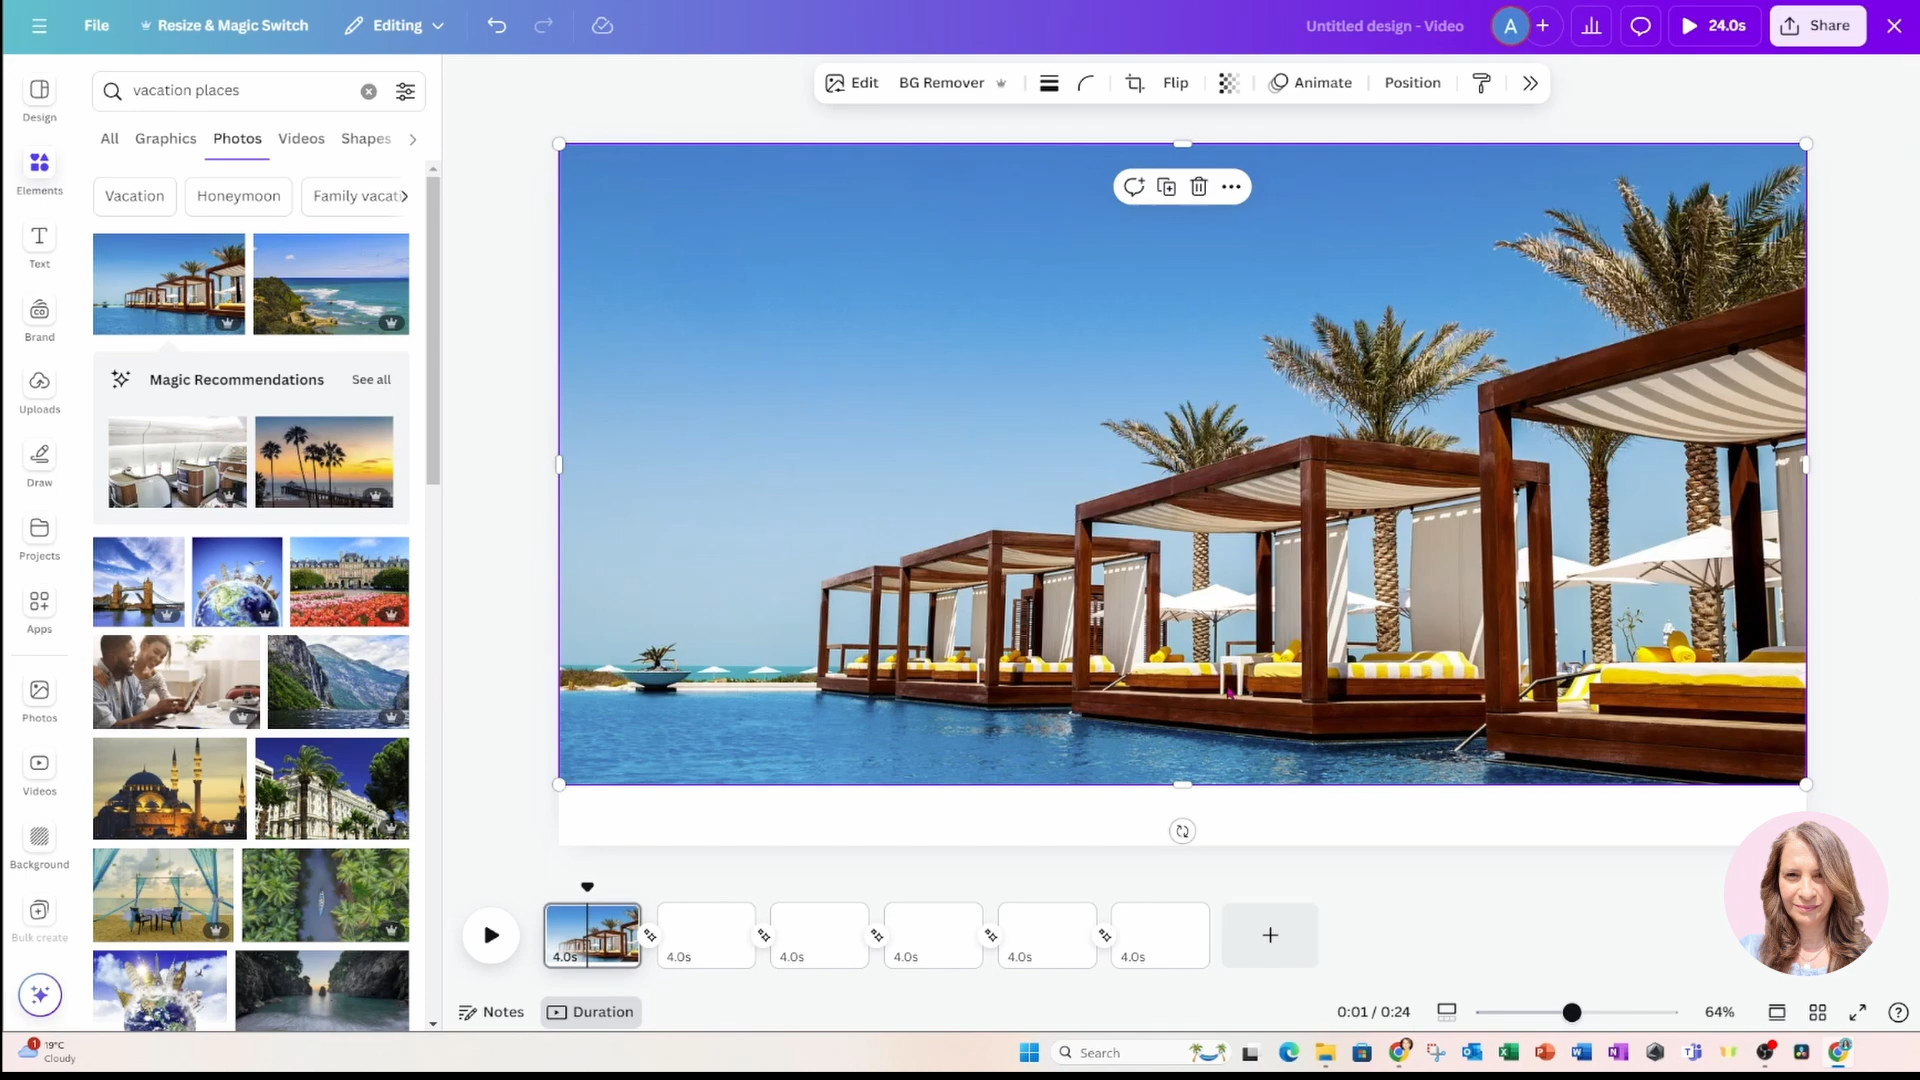 File
Resize & Magic Switch
Editing
Untitled design - Video
A
24.0s
Share
Design
Elements
Text
Brand
Uploads
Draw
Projects
Apps
Photos
Videos
Background
Bulk create
vacation places
All
Graphics
Photos
Videos
Shapes
Vacation
Honeymoon
Family vacati
Magic Recommendations
See all
Edit
BG Remover
Flip
Animate
Position
4.0s
4.0s
4.0s
4.0s
4.0s
4.0s
Notes
Duration
0:01 / 0:24
64%
1
19°C
Cloudy
Search